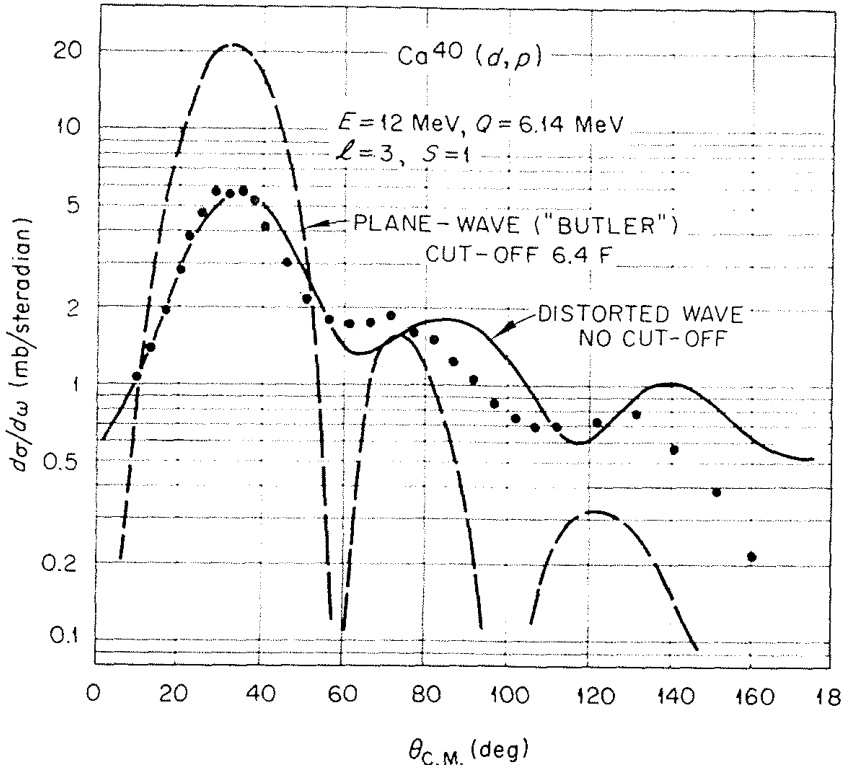 20
10
5
2
1
0.5
0.2
0.1
dσ/dω (mb/steradian)
Ca⁴⁰ (d,p)
E = 12 MeV, Q = 6.14 MeV
ℓ = 3, S = 1
PLANE-WAVE ("BUTLER")
CUT-OFF 6.4 F
DISTORTED WAVE
NO CUT-OFF
0 20 40 60 80 100 120 140 160 18
θC.M. (deg)